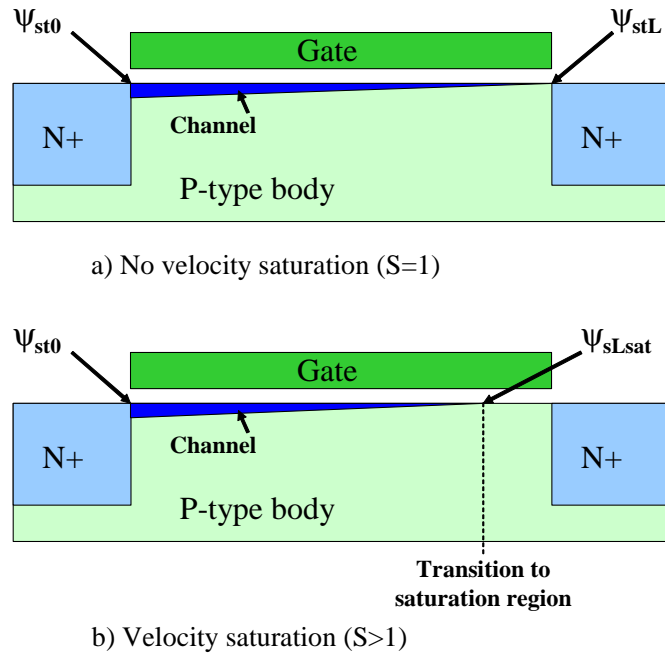 Ψst0
ΨstL
Gate
N+
Channel
N+
P-type body
a) No velocity saturation (S=1)
Ψst0
ΨsLsat
Gate
N+
Channel
N+
P-type body
Transition to
saturation region
b) Velocity saturation (S>1)